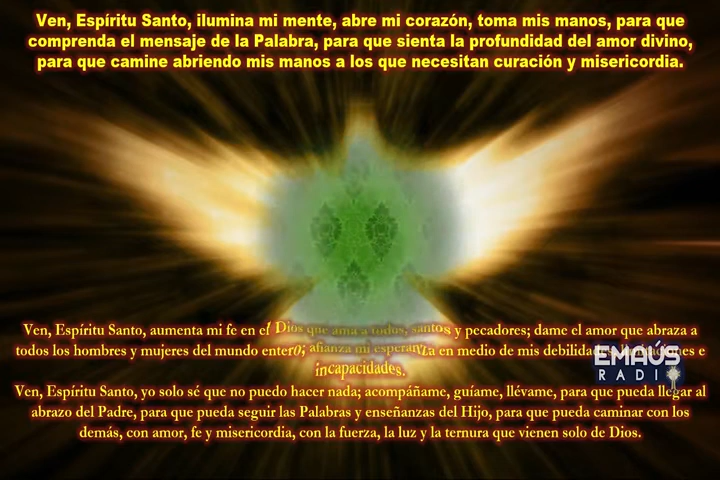 Ven, Espíritu Santo, ilumina mi mente, abre mi corazón, toma mis manos, para que
comprenda el mensaje de la Palabra, para que sienta la profundidad del amor divino,
para que camine abriendo mis manos a los que necesitan curación y misericordia.
Ven, Espíritu Santo, aumenta mi fe en el Dios que ama a todos, santos y pecadores; dame el amor que abraza a
todos los hombres y mujeres del mundo entero; afianza mi esperanza en medio de mis e
incapacidades.
EMAÚS
RADIO
Ven, Espíritu Santo, yo solo sé que no puedo hacer nada; acompáñame, guíame, llévame, para que pueda llegar al
abrazo del Padre, para que pueda seguir las Palabras y enseñanzas del Hijo, para que pueda caminar con los
demás, con amor, fe y misericordia, con la fuerza, la luz y la ternura que vienen solo de Dios.